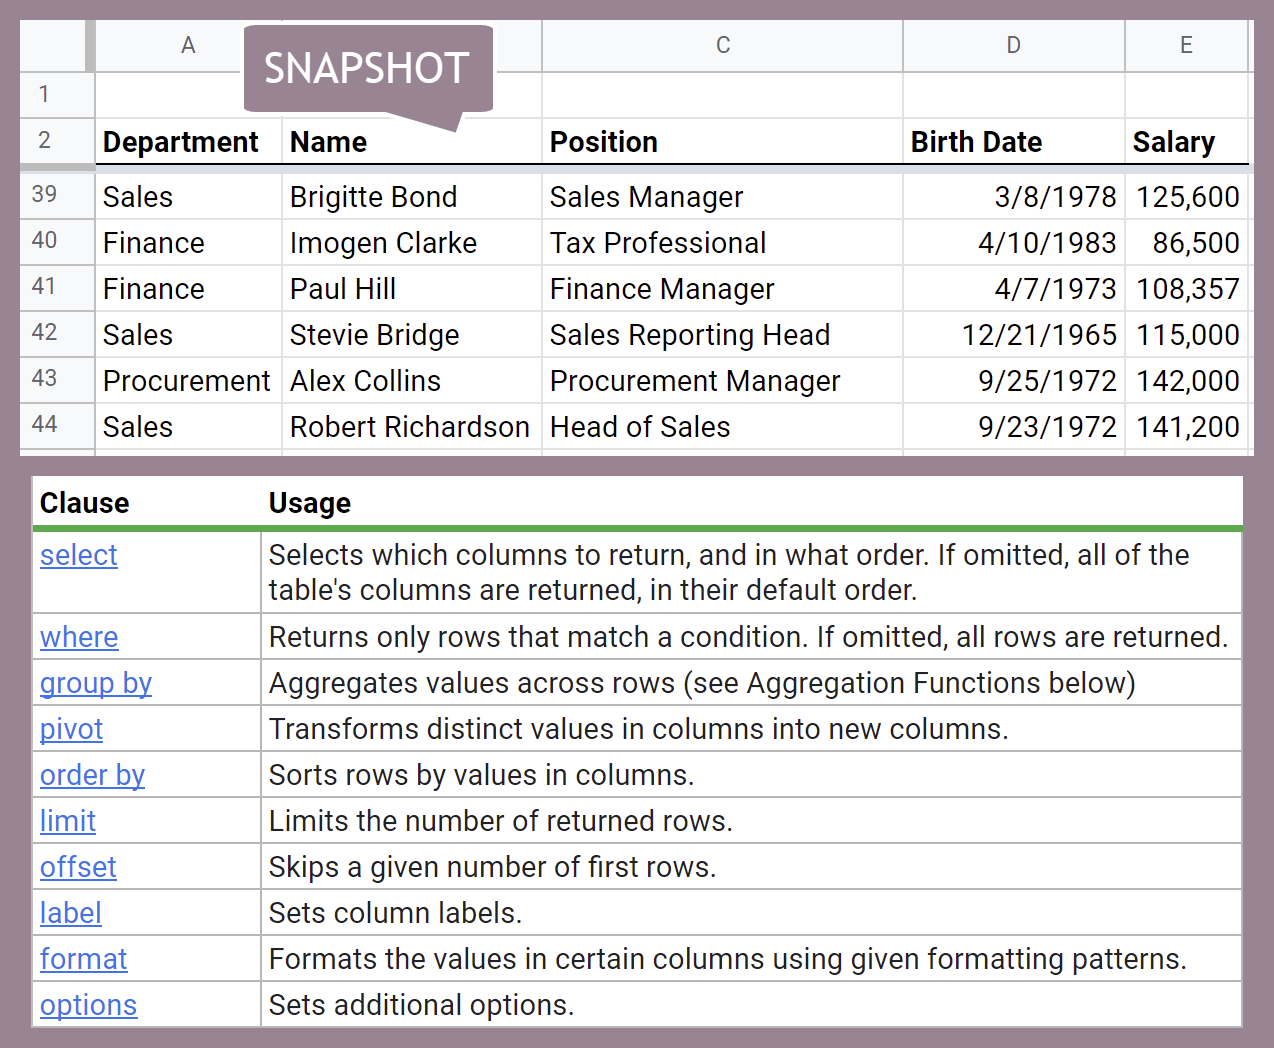 A C D E
SNAPSHOT
1
2 Department Name Position Birth Date Salary
39 Sales Brigitte Bond Sales Manager 3/8/1978 125,600
40 Finance Imogen Clarke Tax Professional 4/10/1983 86,500
41 Finance Paul Hill Finance Manager 4/7/1973 108,357
42 Sales Stevie Bridge Sales Reporting Head 12/21/1965 115,000
43 Procurement Alex Collins Procurement Manager 9/25/1972 142,000
44 Sales Robert Richardson Head of Sales 9/23/1972 141,200
Clause Usage
select Selects which columns to return, and in what order. If omitted, all of the
table's columns are returned, in their default order.
where Returns only rows that match a condition. If omitted, all rows are returned.
group by Aggregates values across rows (see Aggregation Functions below)
pivot Transforms distinct values in columns into new columns.
order by Sorts rows by values in columns.
limit Limits the number of returned rows.
offset Skips a given number of first rows.
label Sets column labels.
format Formats the values in certain columns using given formatting patterns.
options Sets additional options.